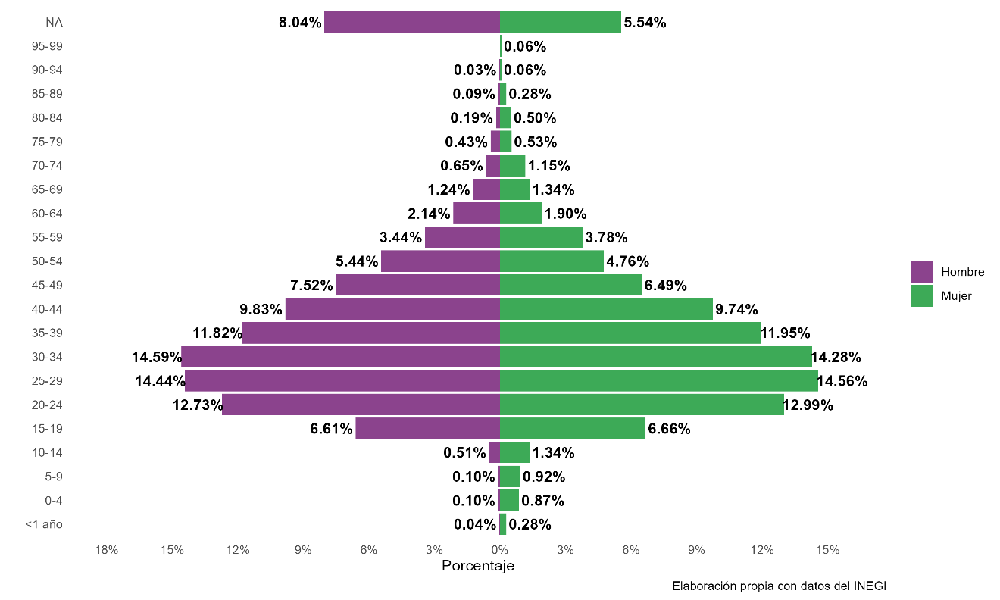 NA 8.04% 5.54%
95-99 0.06%
90-94 0.03% 0.06%
85-89 0.09% 0.28%
80-84 0.19% 0.50%
75-79 0.43% 0.53%
70-74 0.65% 1.15%
65-69 1.24% 1.34%
60-64 2.14% 1.90%
55-59 3.44% 3.78%
50-54 5.44% 4.76%
45-49 7.52% 6.49%
40-44 9.83% 9.74%
35-39 11.82% 11.95%
30-34 14.59% 14.28%
25-29 14.44% 14.56%
20-24 12.73% 12.99%
15-19 6.61% 6.66%
10-14 0.51% 1.34%
5-9 0.10% 0.92%
0-4 0.10% 0.87%
<1 año 0.04% 0.28%
18% 15% 12% 9% 6% 3% 0% 3% 6% 9% 12% 15%
Porcentaje
Hombre
Mujer
Elaboración propia con datos del INEGI